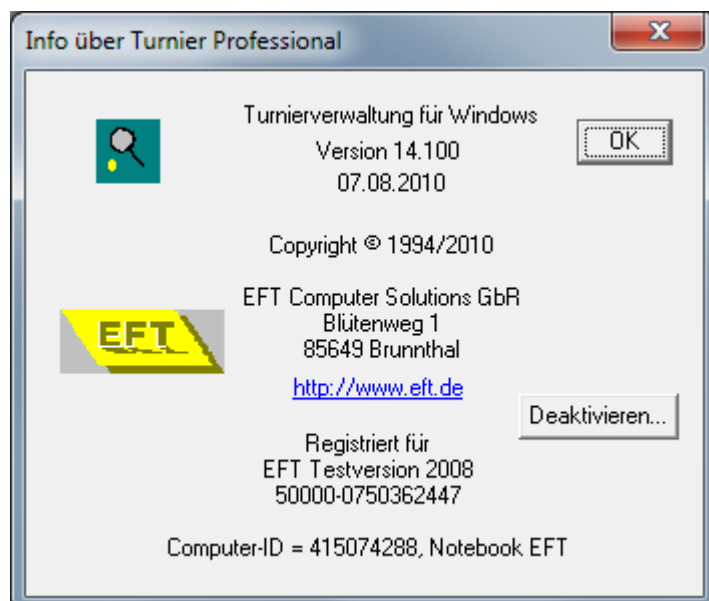 Info über Turnier Professional
Turnierverwaltung für Windows
OK
Version 14.100
07.08.2010
Copyright © 1994/2010
EFT
EFT Computer Solutions GbR
Blütenweg 1
85649 Brunnthal
http://www.eft.de
Deaktivieren...
Registriert für
EFT Testversion 2008
50000-0750362447
Computer-ID = 415074288, Notebook EFT